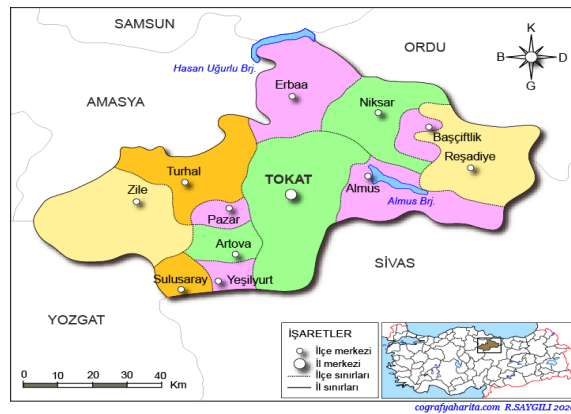 SAMSUN
ORDU
K
B
D
G
Hasan Uğurlu Brj.
Erbaa
AMASYA
Niksar
Başçiftlik
Reşadiye
Turhal
TOKAT
Almus
Zile
Almus Brj.
Pazar
Artova
SİVAS
Sulusaray
Yeşilyurt
YOZGAT
İŞARETLER
İlçe merkezi
İl merkezi
İlçe sınırları
İl sınırları
0 10 20 30 40
Km
cografyaharita.com R.SAYGILI